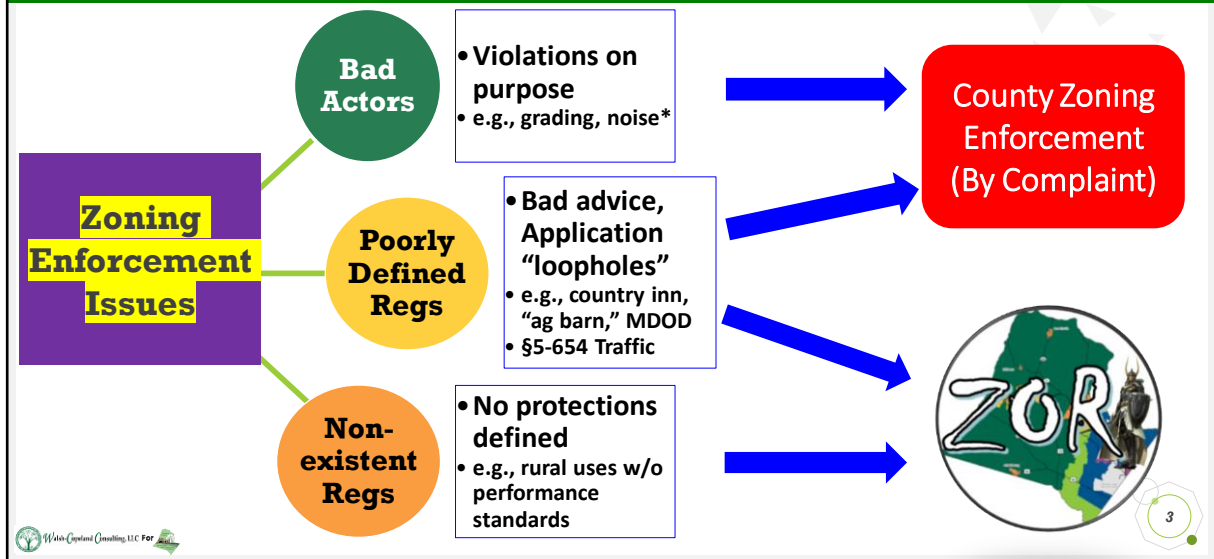 Zoning
Enforcement
Issues
Bad
Actors
• Violations on
purpose
• e.g., grading, noise*
Poorly
Defined
Regs
• Bad advice,
Application
“loopholes”
• e.g., country inn,
“ag barn,” MDOD
• §5-654 Traffic
Non-
existent
Regs
• No protections
defined
• e.g., rural uses w/o
performance
standards
County Zoning
Enforcement
(By Complaint)
ZOR
Walsh-Copeland Consulting, LLC For
3